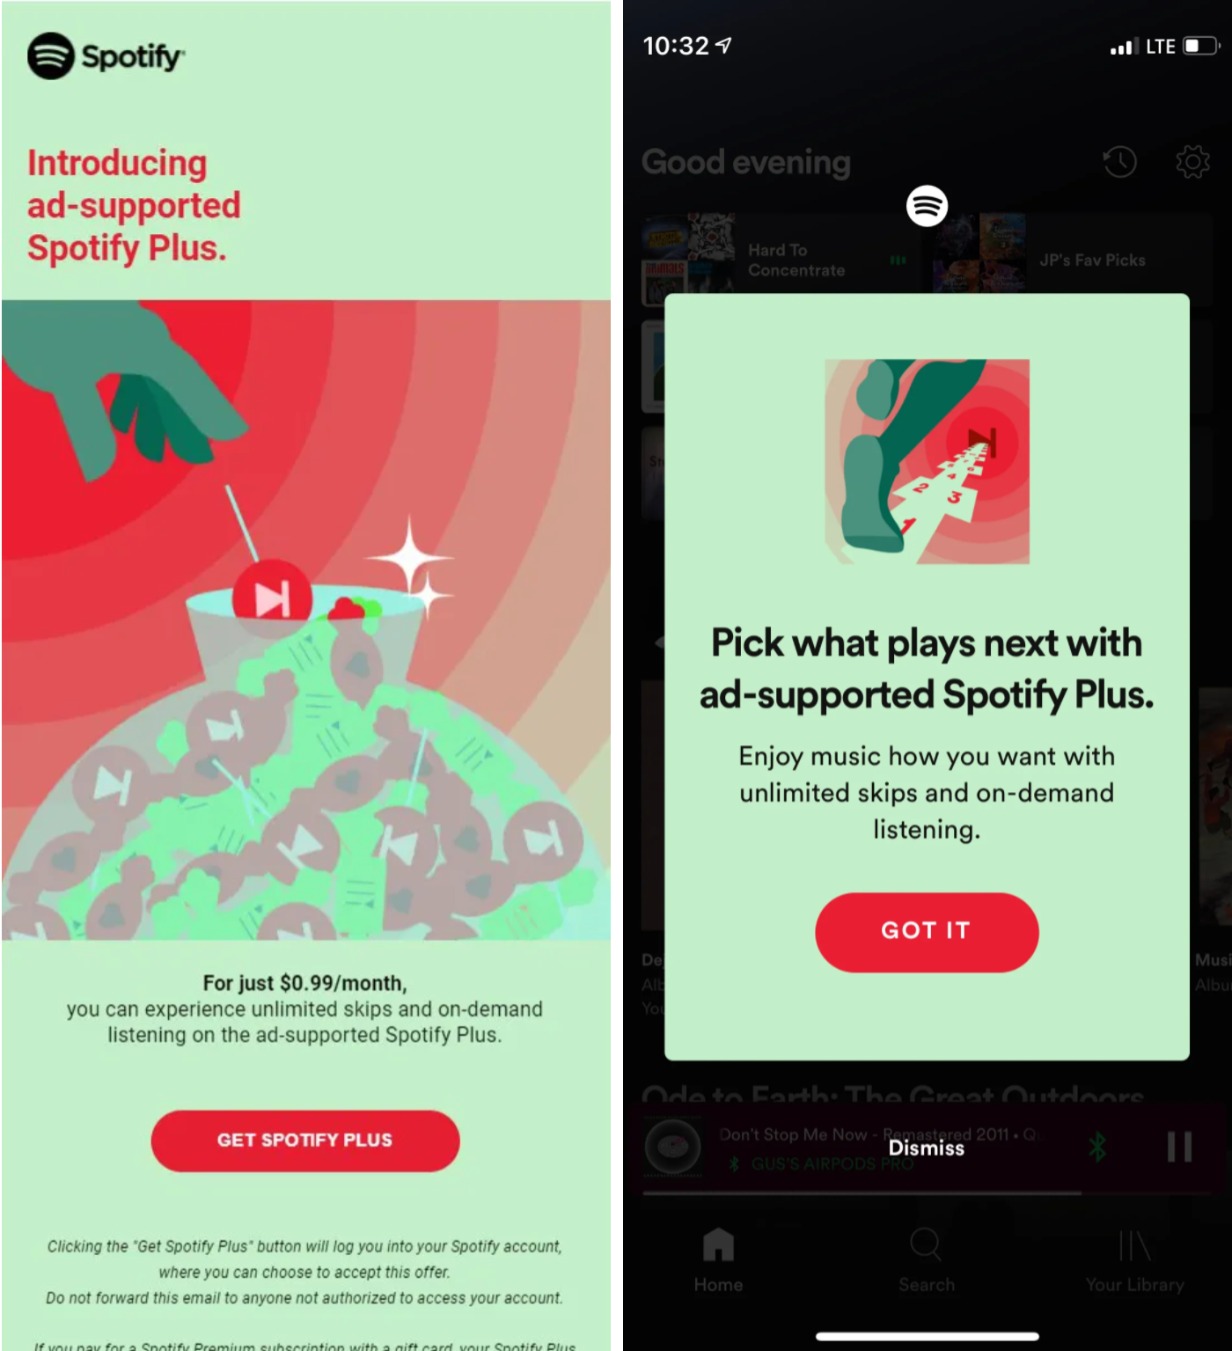 Spotify
Introducing
ad-supported
Spotify Plus.
For just $0.99/month,
you can experience unlimited skips and on-demand
listening on the ad-supported Spotify Plus.
GET SPOTIFY PLUS
Clicking the "Get Spotify Plus" button will log you into your Spotify account,
where you can choose to accept this offer.
Do not forward this email to anyone not authorized to access your account.
If you pay for a Spotify Premium subscription with a gift card, your Spotify Plus
10:32
LTE
Good evening
Hard To
Concentrate
JP's Fav Picks
1
2
3
Pick what plays next with
ad-supported Spotify Plus.
Enjoy music how you want with
unlimited skips and on-demand
listening.
GOT IT
Musi
Albu
Ode to Earth: The Great Outdoors
Don't Stop Me Now - Remastered 2011 • Q
Dismiss
GUS'S AIRPODS PRO
Home
Search
Your Library